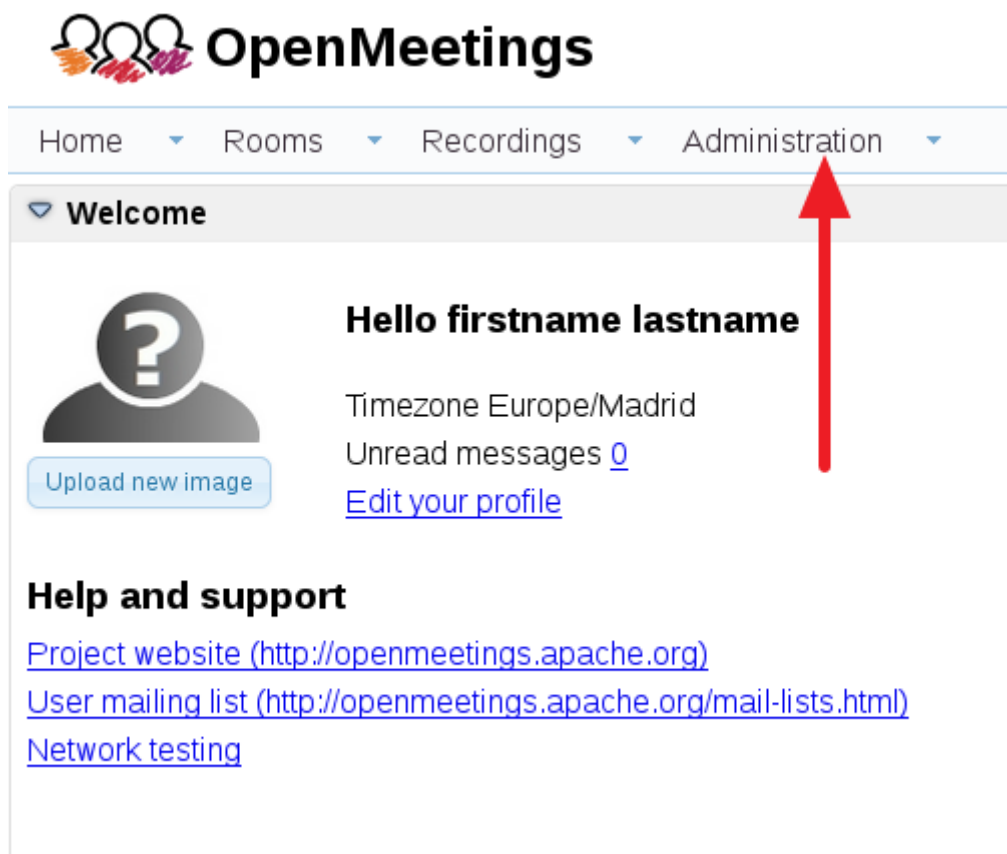 OpenMeetings
Home Rooms Recordings Administration
Welcome
Hello firstname lastname
Timezone Europe/Madrid
Unread messages 0
Edit your profile
Upload new image
Help and support
Project website (http://openmeetings.apache.org)
User mailing list (http://openmeetings.apache.org/mail-lists.html)
Network testing